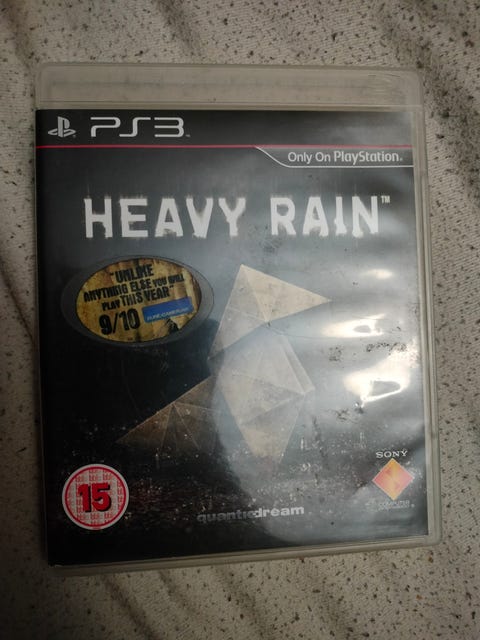 PS3
Only On PlayStation®
HEAVY RAIN™
"UNLIKE
ANYTHING ELSE YOU WILL
PLAY THIS YEAR"
9/10
15
SONY
COMPUTER
quanticdream